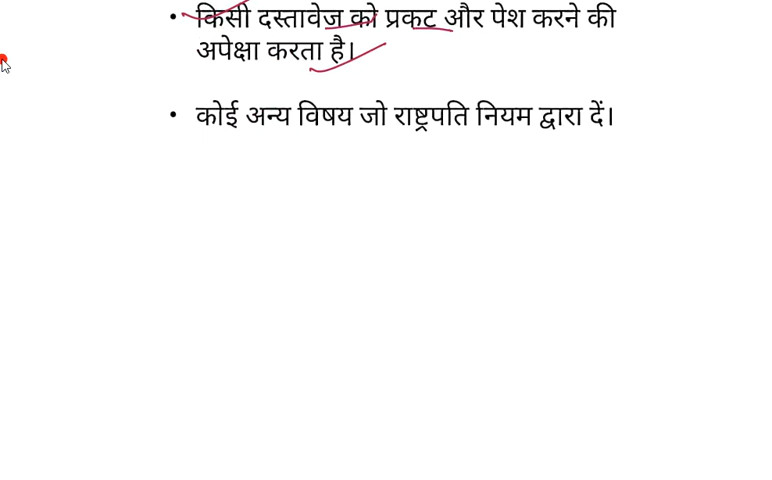 • किसी दस्तावेज को प्रकट और पेश करने की
अपेक्षा करता है।
• कोई अन्य विषय जो राष्ट्रपति नियम द्वारा दें।